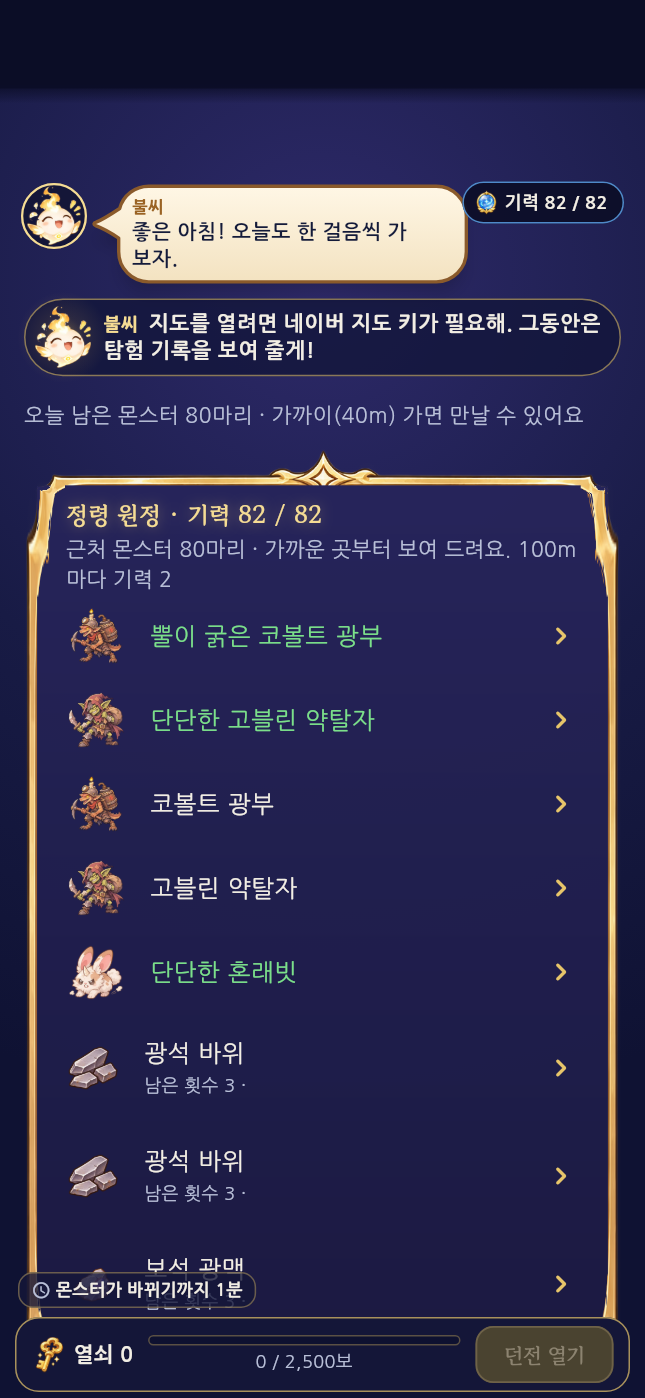 불씨
좋은 아침! 오늘도 한 걸음씩 가
보자.
기력 82 / 82
불씨 지도를 열려면 네이버 지도 키가 필요해. 그동안은
탐험 기록을 보여 줄게!
오늘 남은 몬스터 80마리 · 가까이(40m) 가면 만날 수 있어요
정령 원정 · 기력 82 / 82
근처 몬스터 80마리 · 가까운 곳부터 보여 드려요. 100m
마다 기력 2
뿔이 굵은 코볼트 광부
단단한 고블린 약탈자
코볼트 광부
고블린 약탈자
단단한 혼래빗
광석 바위
남은 횟수 3 ·
광석 바위
남은 횟수 3 ·
보석 광맥
남은 횟수 3 ·
몬스터가 바뀌기까지 1분
열쇠 0
0 / 2,500보
던전 열기